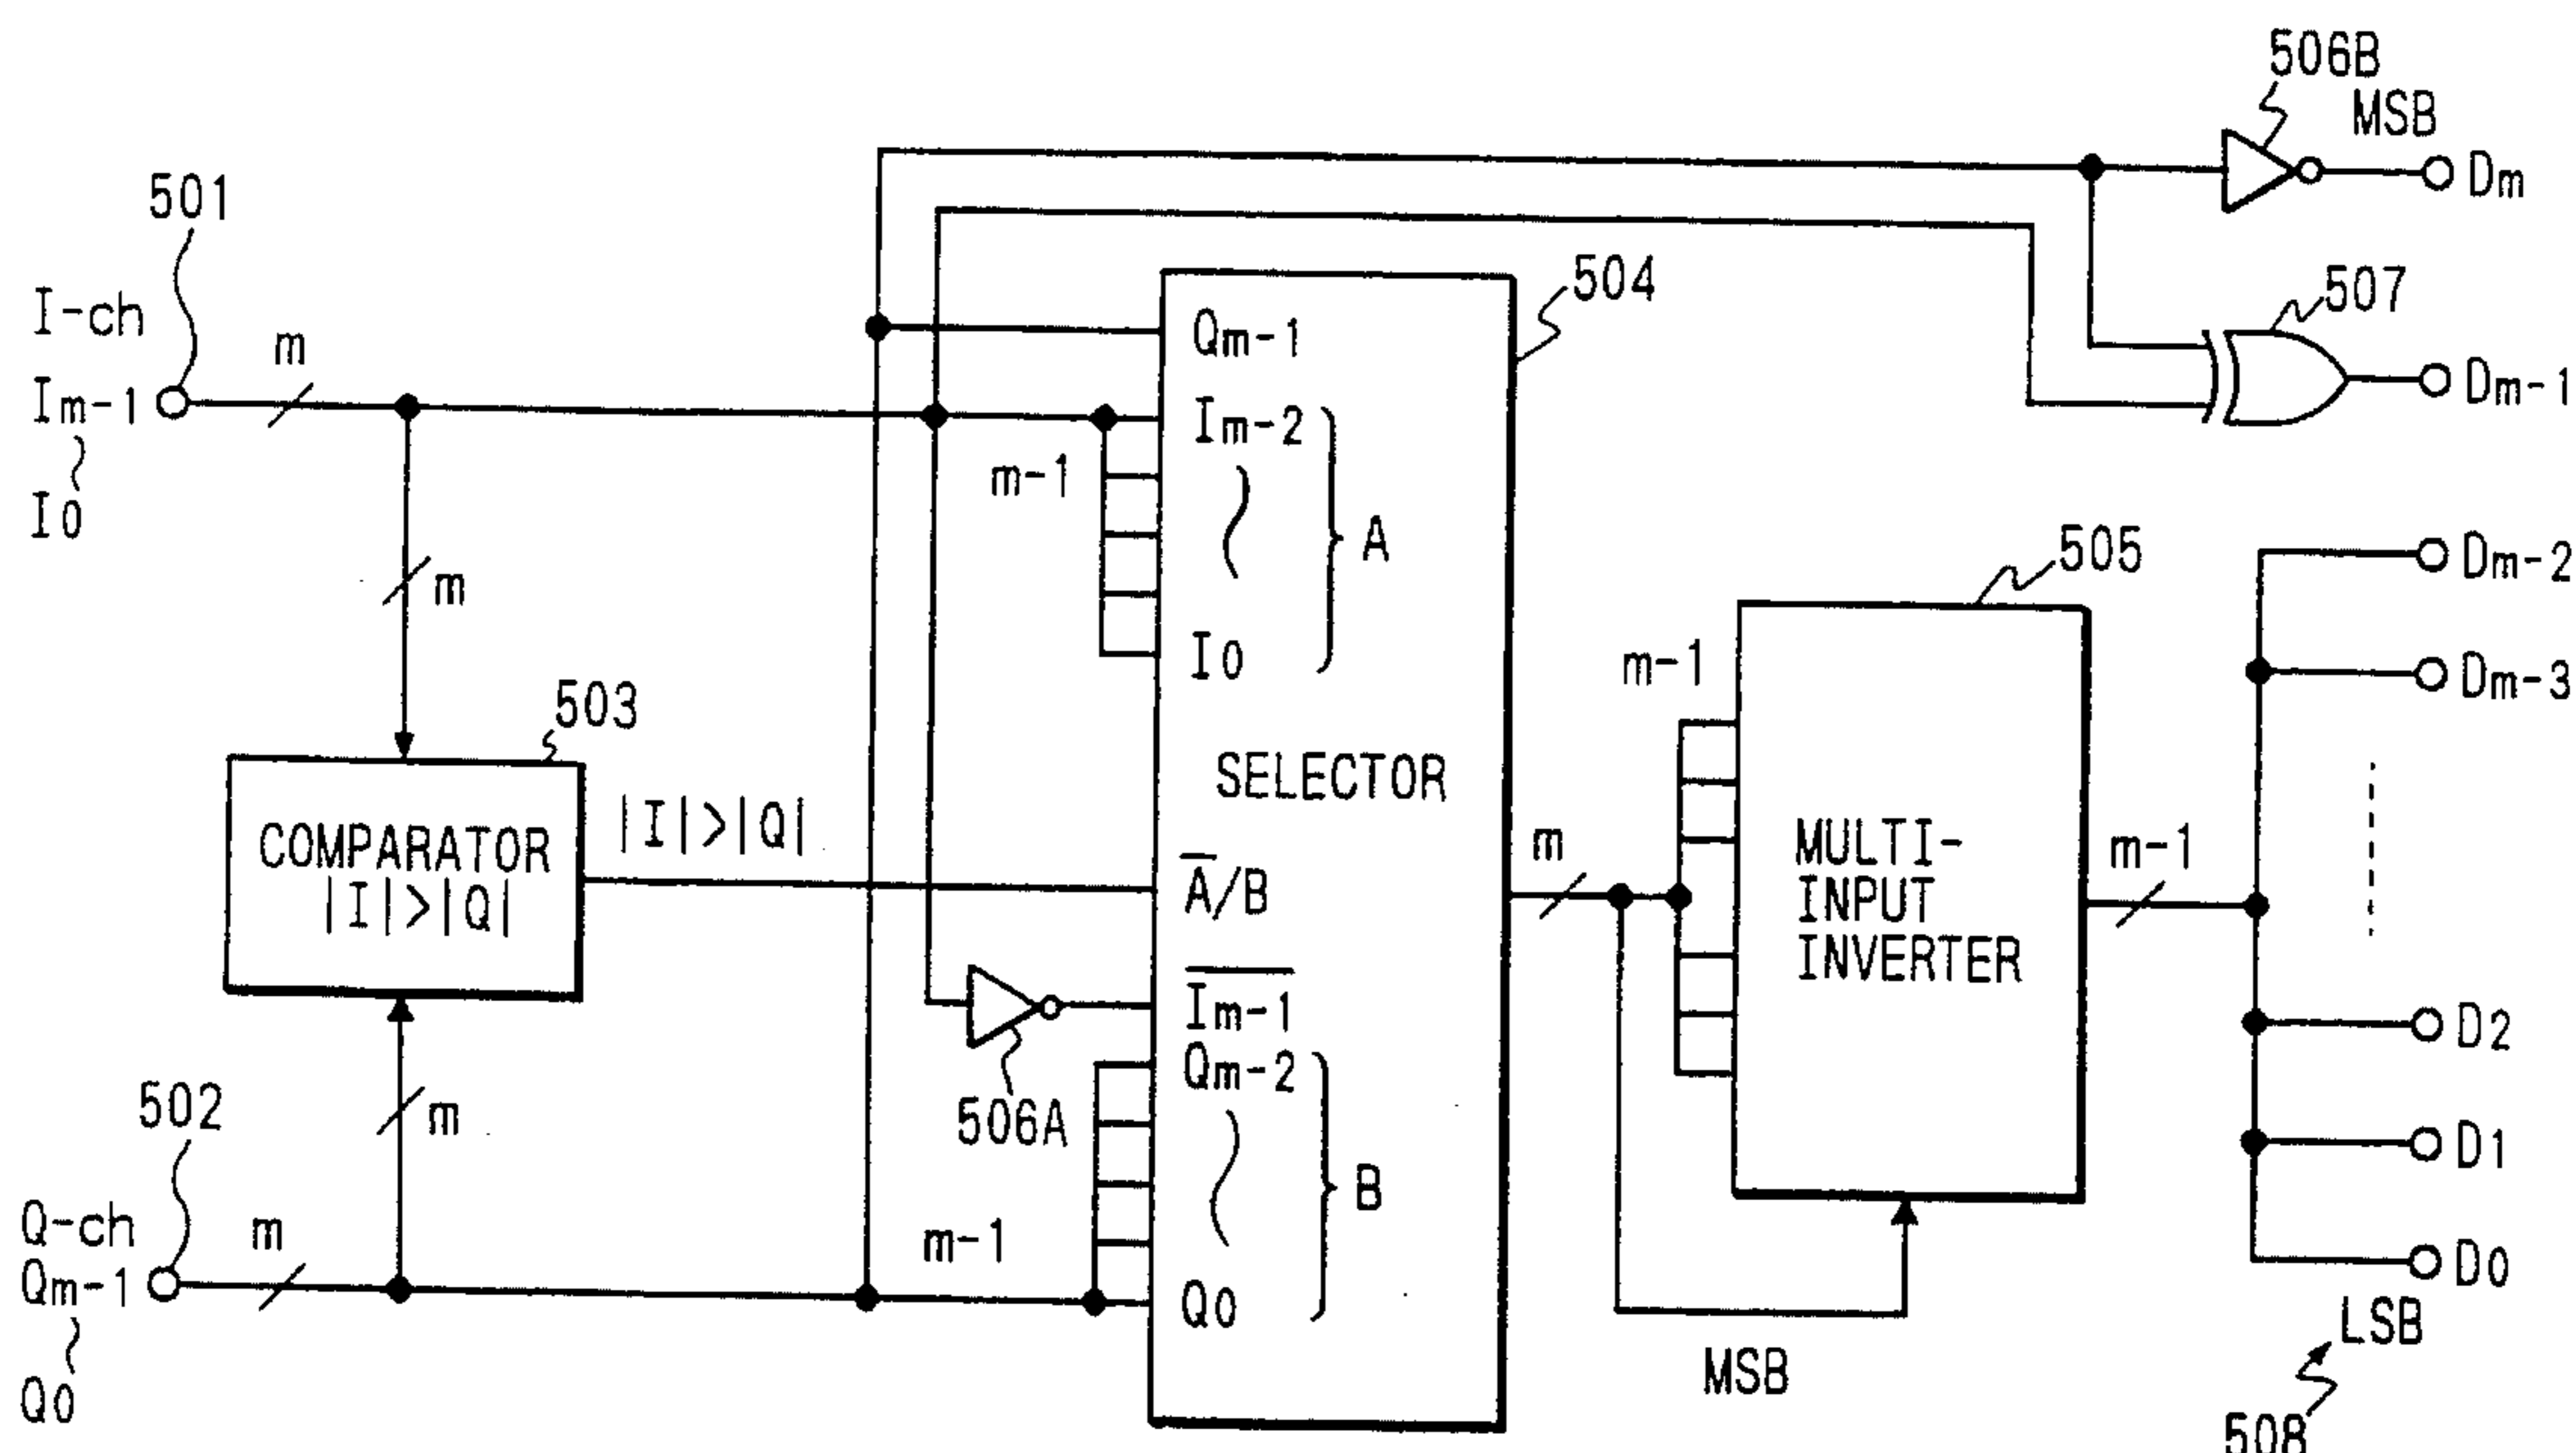 506B
MSB
Dm
501
504
507
I-ch
m
Qm-1
Im-1
Im-2
Dm-1
m-1
I0
A
505
Dm-2
m
I0
m-1
Dm-3
503
SELECTOR
COMPARATOR
|I|>|Q|
|I|>|Q|
m
MULTI-
INPUT
INVERTER
m-1
A̅/B
I̅m̅-̅1̅
Qm-2
D2
506A
502
m
B
D1
Q-ch
m
m-1
Qm-1
Q0
D0
MSB
LSB
Q0
508